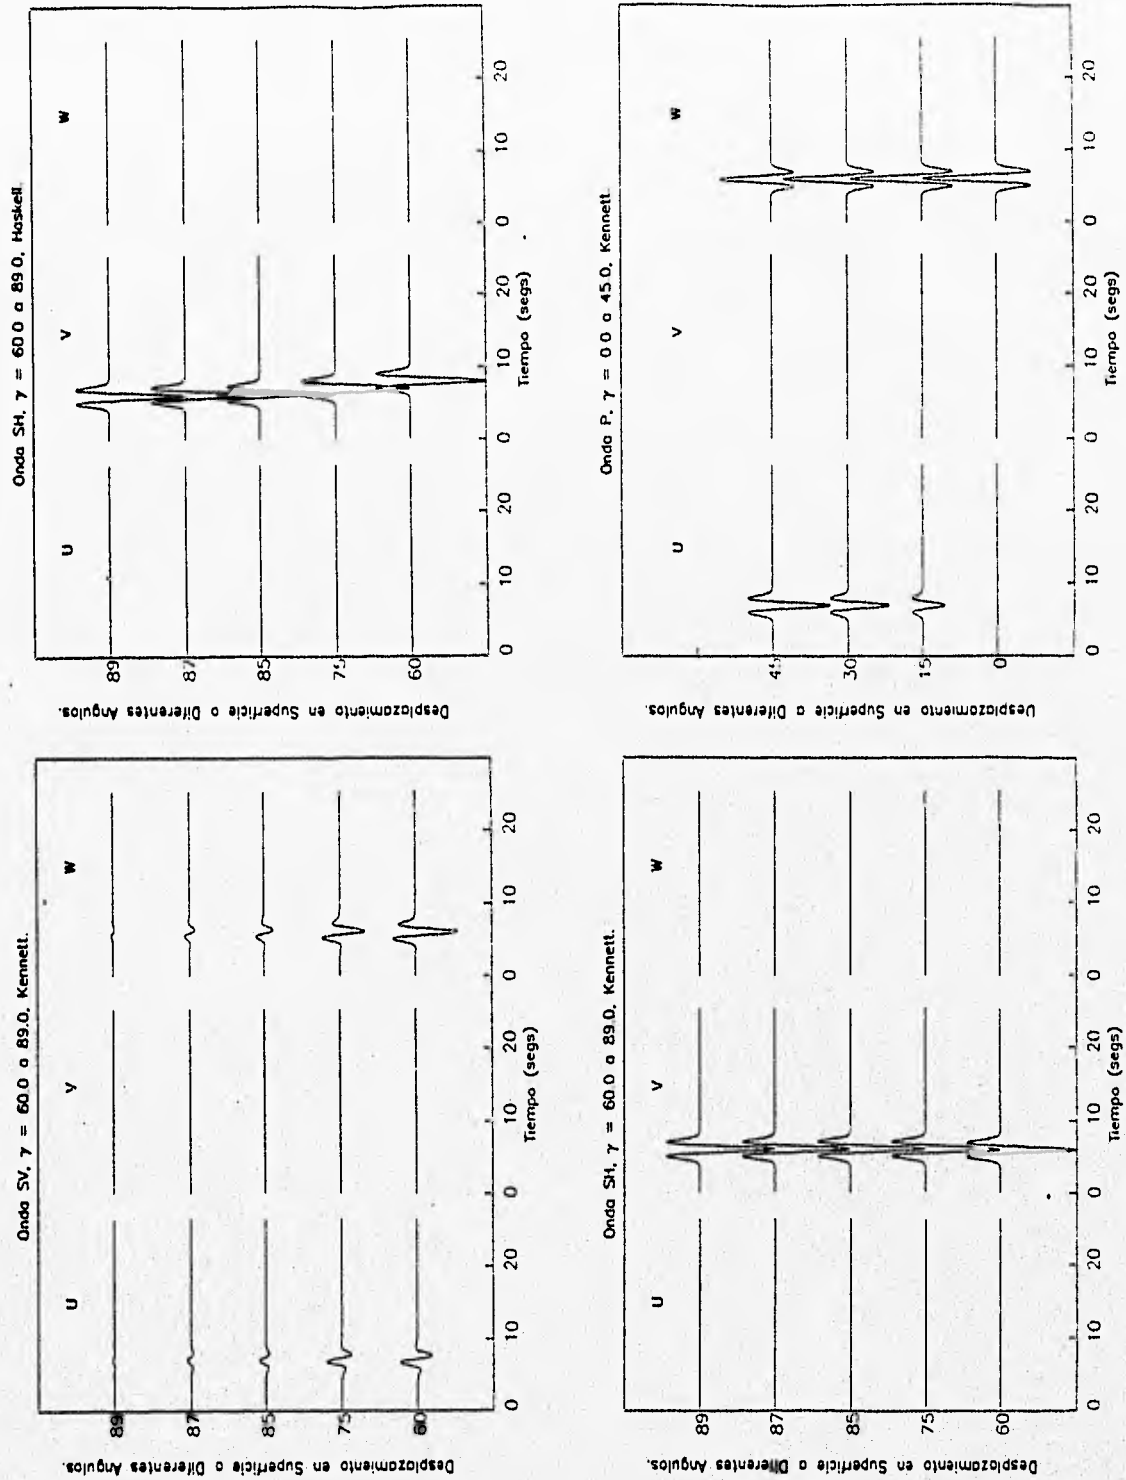 Onda SH, γ = 60.0 a 89.0, Haskell.
U V W
89
87
85
75
60
0 10 20 0 10 20 0 10 20
Tiempo (segs)
Desplazamiento en Superficie a Diferentes Angulos.
Onda P, γ = 0.0 a 45.0, Kennett.
U V W
45
30
15
0
0 10 20 0 10 20 0 10 20
Tiempo (segs)
Desplazamiento en Superficie a Diferentes Angulos.
Onda SV, γ = 60.0 a 89.0, Kennett.
U V W
89
87
85
75
60
0 10 20 0 10 20 0 10 20
Tiempo (segs)
Desplazamiento en Superficie a Diferentes Angulos.
Onda SH, γ = 60.0 a 89.0, Kennett.
U V W
89
87
85
75
60
0 10 20 0 10 20 0 10 20
Tiempo (segs)
Desplazamiento en Superficie a Diferentes Angulos.